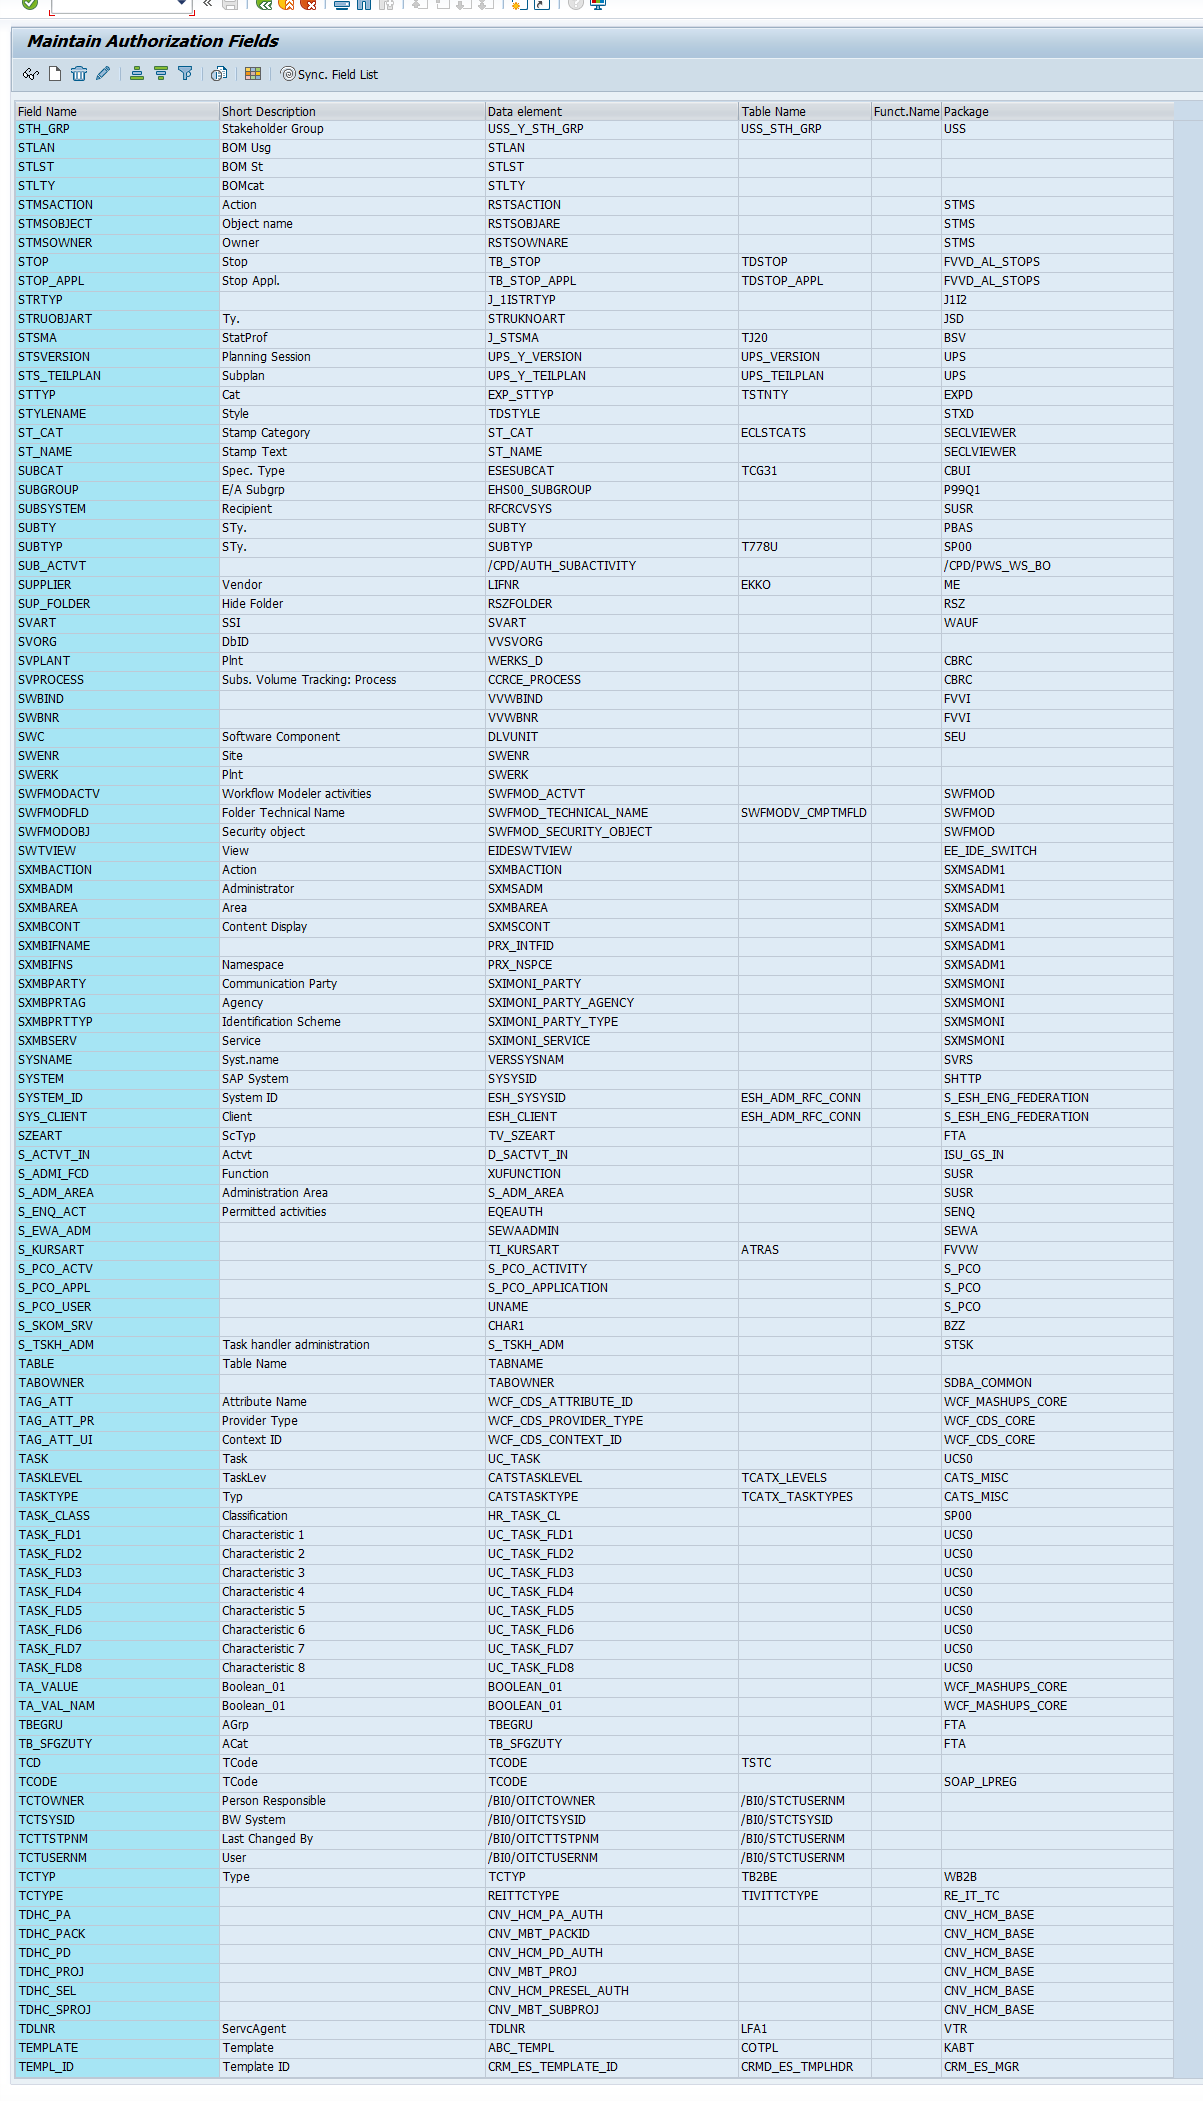 Maintain Authorization Fields
Sync. Field List
Field Name Short Description Data element Table Name Funct.Name Package
STH_GRP Stakeholder Group USS_Y_STH_GRP USS_STH_GRP USS
STLAN BOM Usg STLAN
STLST BOM St STLST
STLTY BOMcat STLTY
STMSACTION Action RSTSACTION STMS
STMSOBJECT Object name RSTSOBJARE STMS
STMSOWNER Owner RSTSOWNARE STMS
STOP Stop TB_STOP TDSTOP FVVD_AL_STOPS
STOP_APPL Stop Appl. TB_STOP_APPL TDSTOP_APPL FVVD_AL_STOPS
STRTYP J_1ISTRTYP J1I2
STRUOBJART Ty. STRUKNOART JSD
STSMA StatProf J_STSMA TJ20 BSV
STSVERSION Planning Session UPS_Y_VERSION UPS_VERSION UPS
STS_TEILPLAN Subplan UPS_Y_TEILPLAN UPS_TEILPLAN UPS
STTYP Cat EXP_STTYP TSTNTY EXPD
STYLENAME Style TDSTYLE STXD
ST_CAT Stamp Category ST_CAT ECLSTCATS SECLVIEWER
ST_NAME Stamp Text ST_NAME SECLVIEWER
SUBCAT Spec. Type ESESUBCAT TCG31 CBUI
SUBGROUP E/A Subgrp EHS00_SUBGROUP P99Q1
SUBSYSTEM Recipient RFCRCVSYS SUSR
SUBTY STy. SUBTY PBAS
SUBTYP STy. SUBTYP T778U SP00
SUB_ACTVT /CPD/AUTH_SUBACTIVITY /CPD/PWS_WS_BO
SUPPLIER Vendor LIFNR EKKO ME
SUP_FOLDER Hide Folder RSZFOLDER RSZ
SVART SSI SVART WAUF
SVORG DbID VVSVORG
SVPLANT Plnt WERKS_D CBRC
SVPROCESS Subs. Volume Tracking: Process CCRCE_PROCESS CBRC
SWBIND VVWBIND FVVI
SWBNR VVWBNR FVVI
SWC Software Component DLVUNIT SEU
SWENR Site SWENR
SWERK Plnt SWERK
SWFMODACTV Workflow Modeler activities SWFMOD_ACTVT SWFMOD
SWFMODFLD Folder Technical Name SWFMOD_TECHNICAL_NAME SWFMODV_CMPTMFLD SWFMOD
SWFMODOBJ Security object SWFMOD_SECURITY_OBJECT SWFMOD
SWTVIEW View EIDESWTVIEW EE_IDE_SWITCH
SXMBACTION Action SXMBACTION SXMSADM1
SXMBADM Administrator SXMSADM SXMSADM1
SXMBAREA Area SXMBAREA SXMSADM
SXMBCONT Content Display SXMSCONT SXMSADM1
SXMBIFNAME PRX_INTFID SXMSADM1
SXMBIFNS Namespace PRX_NSPCE SXMSADM1
SXMBPARTY Communication Party SXIMONI_PARTY SXMSMONI
SXMBPRTAG Agency SXIMONI_PARTY_AGENCY SXMSMONI
SXMBPRTTYP Identification Scheme SXIMONI_PARTY_TYPE SXMSMONI
SXMBSERV Service SXIMONI_SERVICE SXMSMONI
SYSNAME Syst.name VERSSYSNAM SVRS
SYSTEM SAP System SYSYSID SHTTP
SYSTEM_ID System ID ESH_SYSYSID ESH_ADM_RFC_CONN S_ESH_ENG_FEDERATION
SYS_CLIENT Client ESH_CLIENT ESH_ADM_RFC_CONN S_ESH_ENG_FEDERATION
SZEART ScTyp TV_SZEART FTA
S_ACTVT_IN Actvt D_SACTVT_IN ISU_GS_IN
S_ADMI_FCD Function XUFUNCTION SUSR
S_ADM_AREA Administration Area S_ADM_AREA SUSR
S_ENQ_ACT Permitted activities EQEAUTH SENQ
S_EWA_ADM SEWAADMIN SEWA
S_KURSART TI_KURSART ATRAS FVVW
S_PCO_ACTV S_PCO_ACTIVITY S_PCO
S_PCO_APPL S_PCO_APPLICATION S_PCO
S_PCO_USER UNAME S_PCO
S_SKOM_SRV CHAR1 BZZ
S_TSKH_ADM Task handler administration S_TSKH_ADM STSK
TABLE Table Name TABNAME
TABOWNER TABOWNER SDBA_COMMON
TAG_ATT Attribute Name WCF_CDS_ATTRIBUTE_ID WCF_MASHUPS_CORE
TAG_ATT_PR Provider Type WCF_CDS_PROVIDER_TYPE WCF_CDS_CORE
TAG_ATT_UI Context ID WCF_CDS_CONTEXT_ID WCF_CDS_CORE
TASK Task UC_TASK UCS0
TASKLEVEL TaskLev CATSTASKLEVEL TCATX_LEVELS CATS_MISC
TASKTYPE Typ CATSTASKTYPE TCATX_TASKTYPES CATS_MISC
TASK_CLASS Classification HR_TASK_CL SP00
TASK_FLD1 Characteristic 1 UC_TASK_FLD1 UCS0
TASK_FLD2 Characteristic 2 UC_TASK_FLD2 UCS0
TASK_FLD3 Characteristic 3 UC_TASK_FLD3 UCS0
TASK_FLD4 Characteristic 4 UC_TASK_FLD4 UCS0
TASK_FLD5 Characteristic 5 UC_TASK_FLD5 UCS0
TASK_FLD6 Characteristic 6 UC_TASK_FLD6 UCS0
TASK_FLD7 Characteristic 7 UC_TASK_FLD7 UCS0
TASK_FLD8 Characteristic 8 UC_TASK_FLD8 UCS0
TA_VALUE Boolean_01 BOOLEAN_01 WCF_MASHUPS_CORE
TA_VAL_NAM Boolean_01 BOOLEAN_01 WCF_MASHUPS_CORE
TBEGRU AGrp TBEGRU FTA
TB_SFGZUTY ACat TB_SFGZUTY FTA
TCD TCode TCODE TSTC
TCODE TCode TCODE SOAP_LPREG
TCTOWNER Person Responsible /BI0/OITCTOWNER /BI0/STCTUSERNM
TCTSYSID BW System /BI0/OITCTSYSID /BI0/STCTSYSID
TCTTSTPNM Last Changed By /BI0/OITCTTSTPNM /BI0/STCTUSERNM
TCTUSERNM User /BI0/OITCTUSERNM /BI0/STCTUSERNM
TCTYP Type TCTYP TB2BE WB2B
TCTYPE REITTCTYPE TIVITTCTYPE RE_IT_TC
TDHC_PA CNV_HCM_PA_AUTH CNV_HCM_BASE
TDHC_PACK CNV_MBT_PACKID CNV_HCM_BASE
TDHC_PD CNV_HCM_PD_AUTH CNV_HCM_BASE
TDHC_PROJ CNV_MBT_PROJ CNV_HCM_BASE
TDHC_SEL CNV_HCM_PRESEL_AUTH CNV_HCM_BASE
TDHC_SPROJ CNV_MBT_SUBPROJ CNV_HCM_BASE
TDLNR ServcAgent TDLNR LFA1 VTR
TEMPLATE Template ABC_TEMPL COTPL KABT
TEMPL_ID Template ID CRM_ES_TEMPLATE_ID CRMD_ES_TMPLHDR CRM_ES_MGR